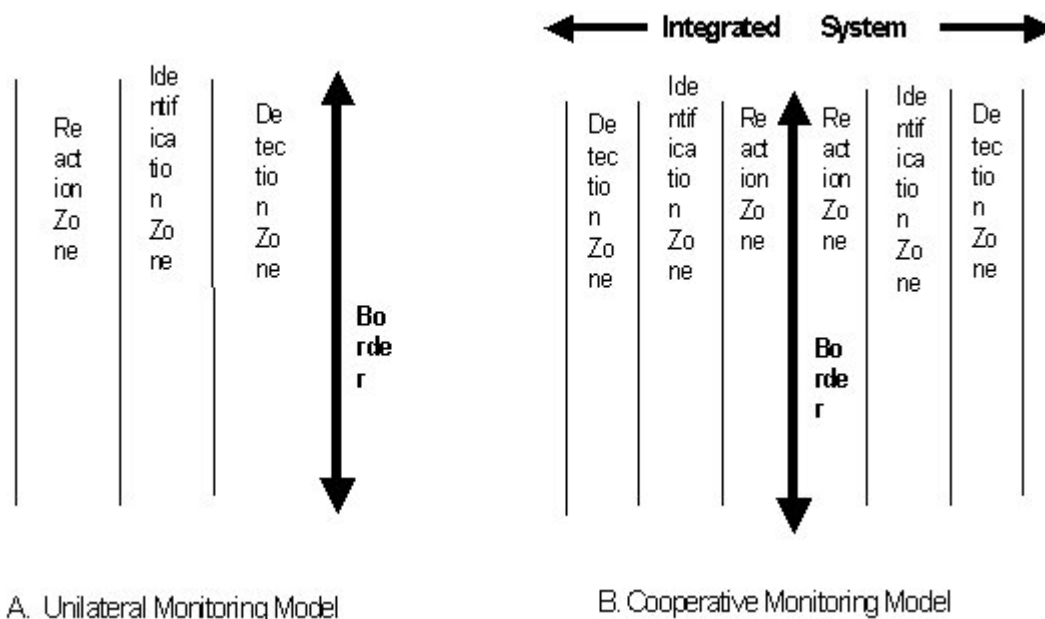 Integrated System
Re
act
ion
Zo
ne
Ide
ntif
ica
tio
n
Zo
ne
De
tec
tio
n
Zo
ne
Bo
rde
r
De
tec
tio
n
Zo
ne
Ide
ntif
ica
tio
n
Zo
ne
Re
act
ion
Zo
ne
Bo
rde
r
Re
act
ion
Zo
ne
Ide
ntif
ica
tio
n
Zo
ne
De
tec
tio
n
Zo
ne
A. Unilateral Monitoring Model
B. Cooperative Monitoring Model